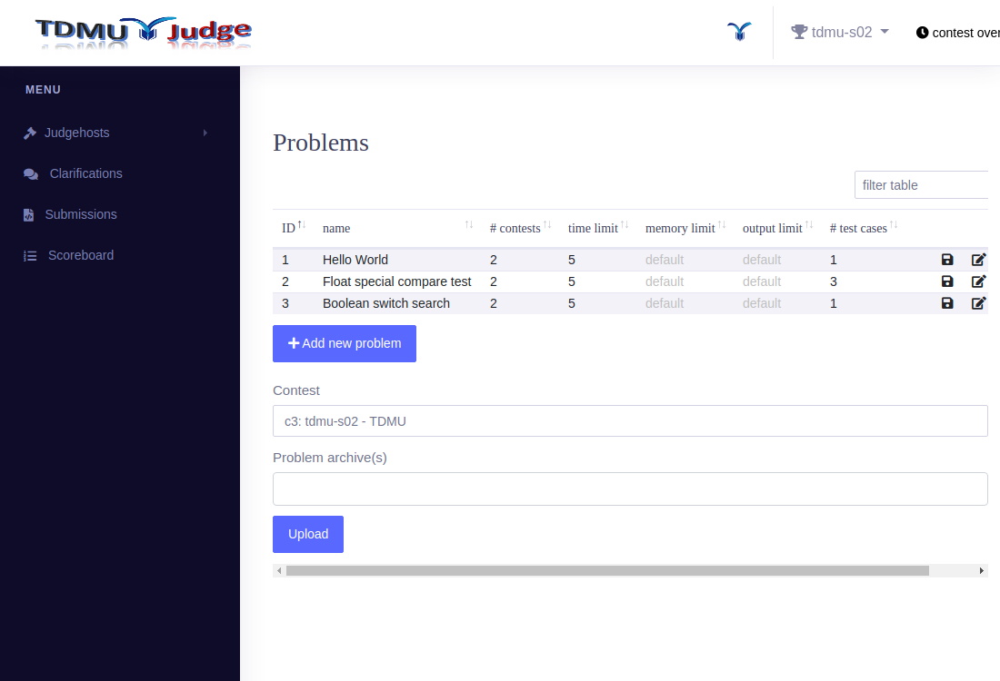 TDMU Judge
tdmu-s02
contest over
MENU
Judgehosts
Clarifications
Submissions
Scoreboard
Problems
filter table
ID name # contests time limit memory limit output limit # test cases
1 Hello World 2 5 default default 1
2 Float special compare test 2 5 default default 3
3 Boolean switch search 2 5 default default 1
Add new problem
Contest
c3: tdmu-s02 - TDMU
Problem archive(s)
Upload